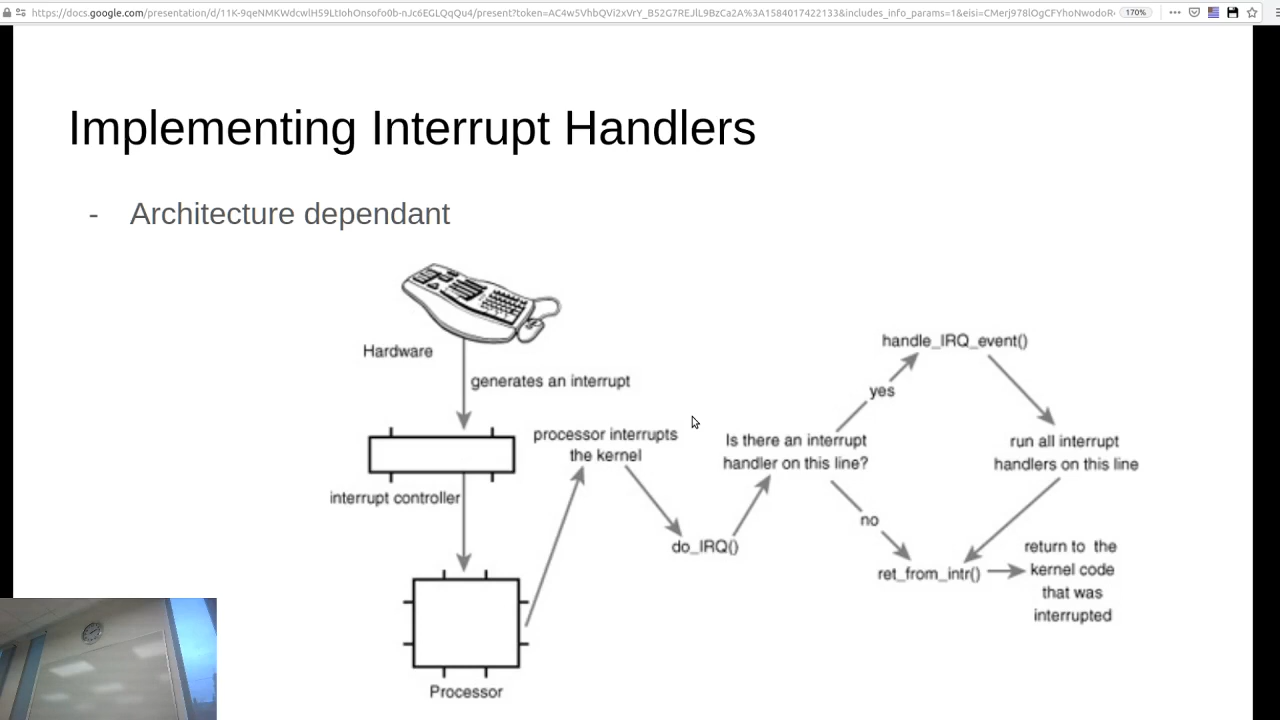 170%
Implementing Interrupt Handlers
- Architecture dependant
Hardware
generates an interrupt
interrupt controller
Processor
processor interrupts
the kernel
do_IRQ()
Is there an interrupt
handler on this line?
yes
no
handle_IRQ_event()
run all interrupt
handlers on this line
ret_from_intr()
return to the
kernel code
that was
interrupted